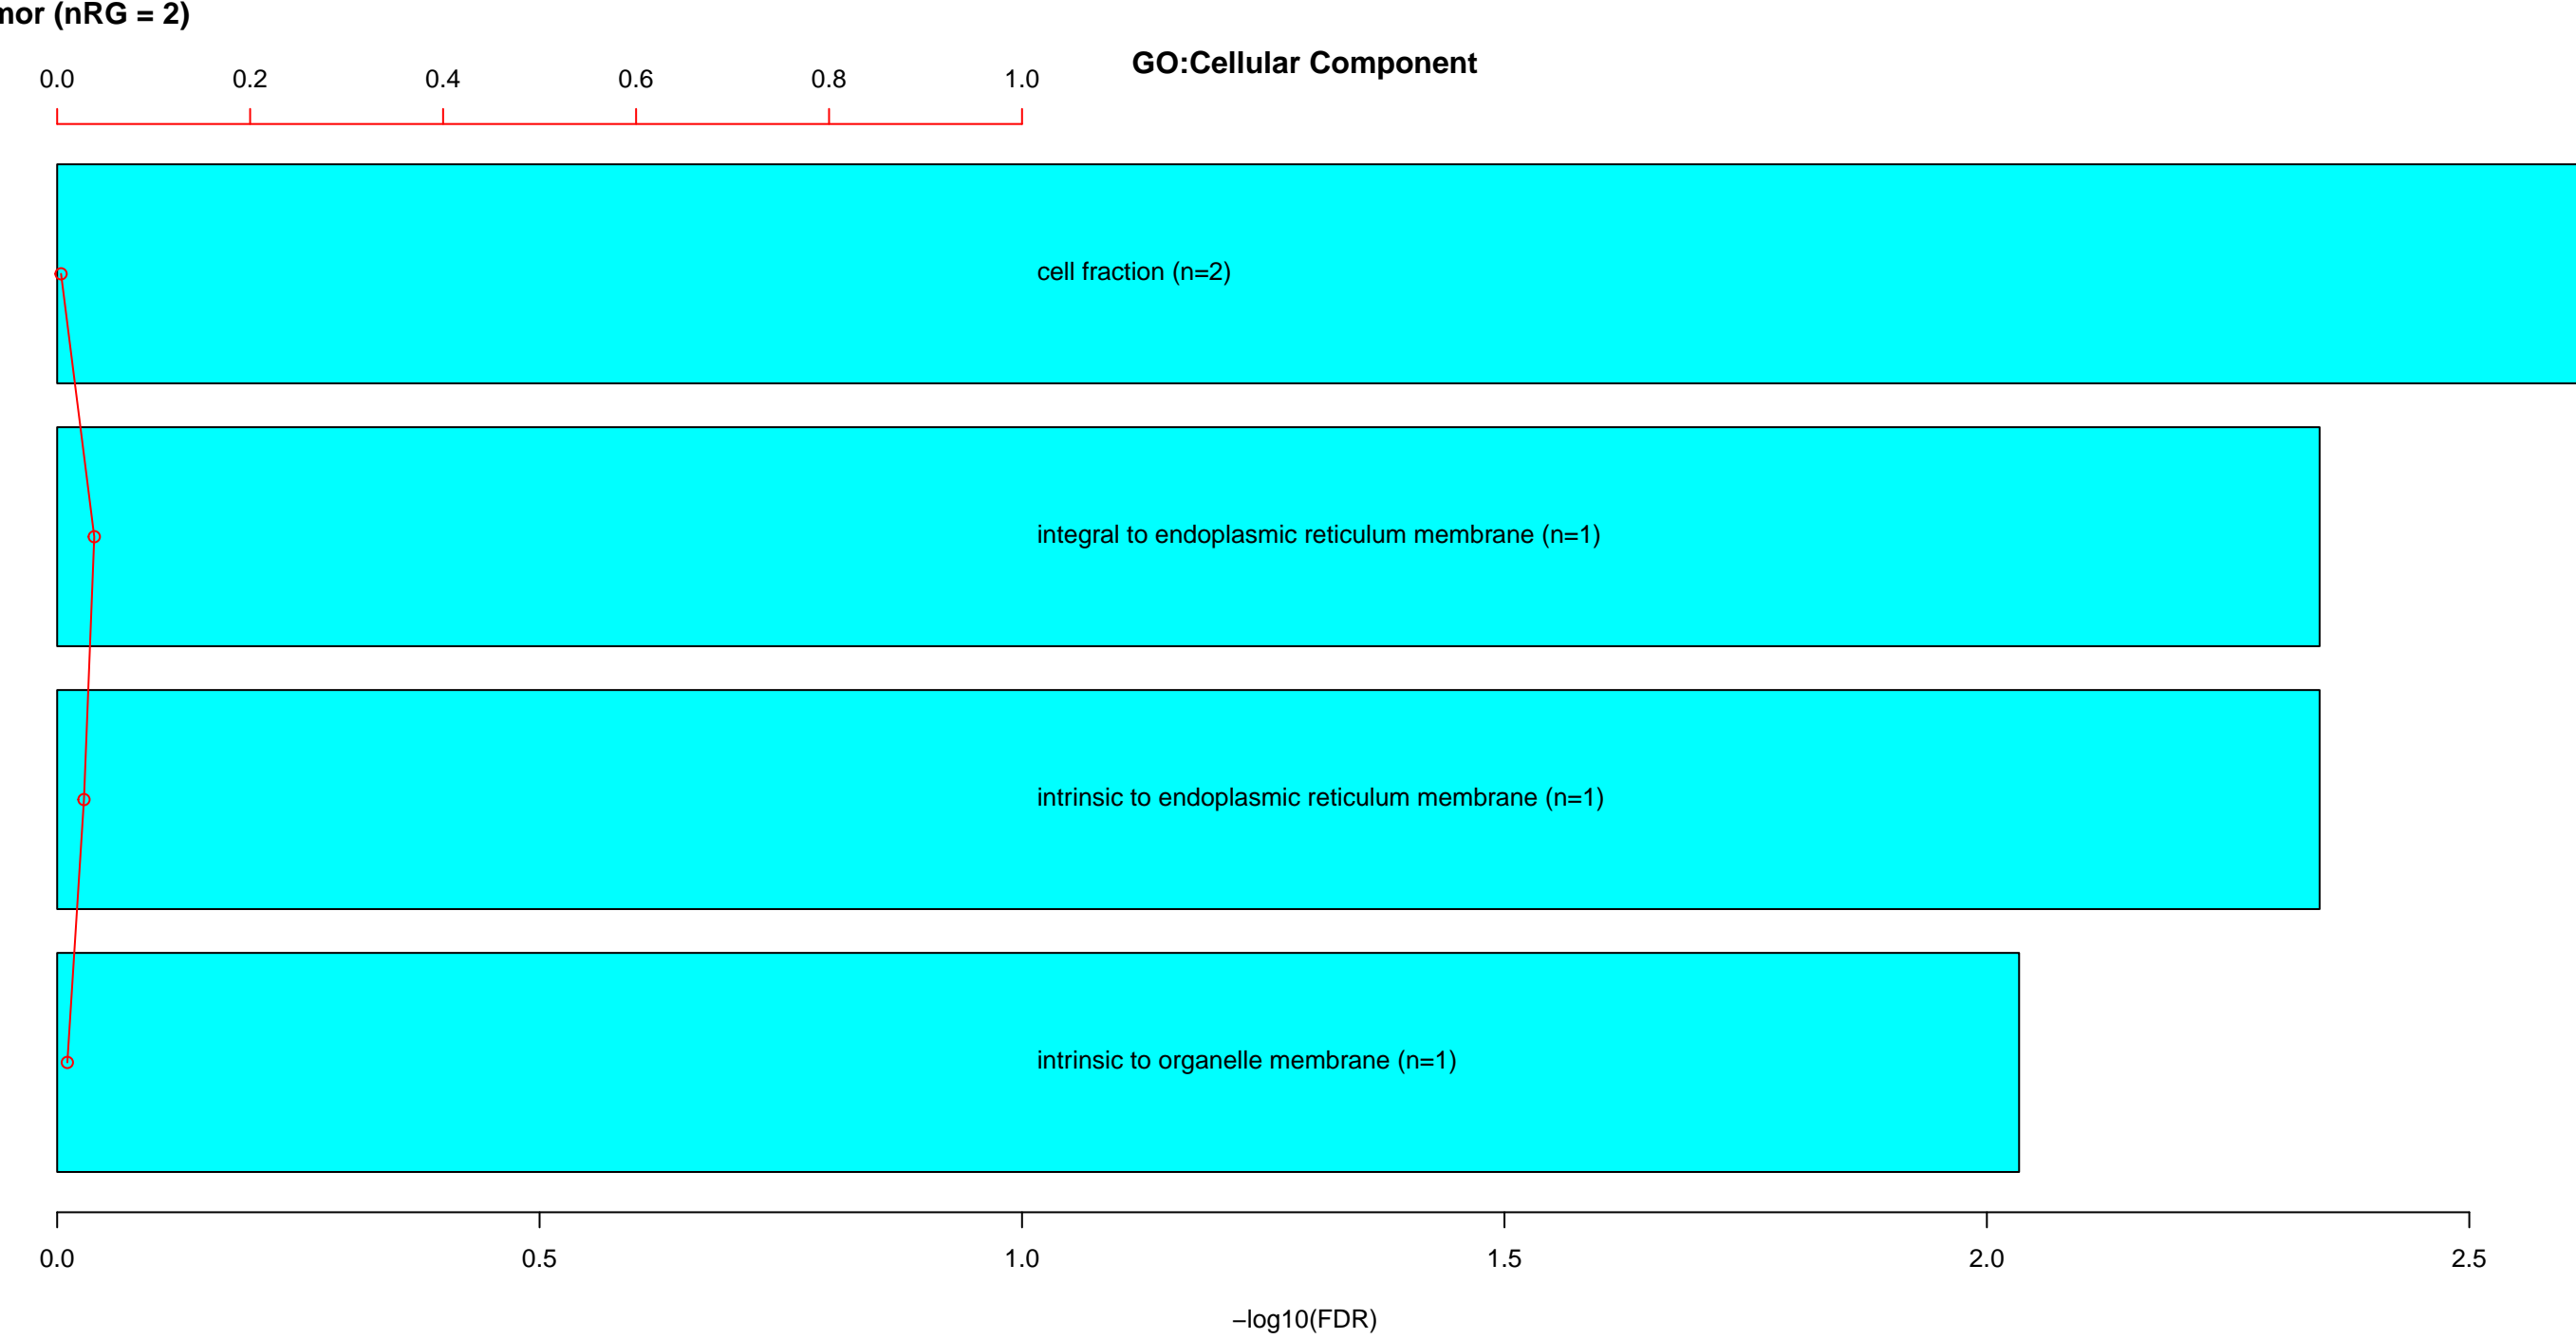 (nRG = 2)
GO:Cellular Component
0.0 0.2 0.4 0.6 0.8 1.0
cell fraction (n=2)
integral to endoplasmic reticulum membrane (n=1)
intrinsic to endoplasmic reticulum membrane (n=1)
intrinsic to organelle membrane (n=1)
0.0 0.5 1.0 1.5 2.0 2.5
−log10(FDR)